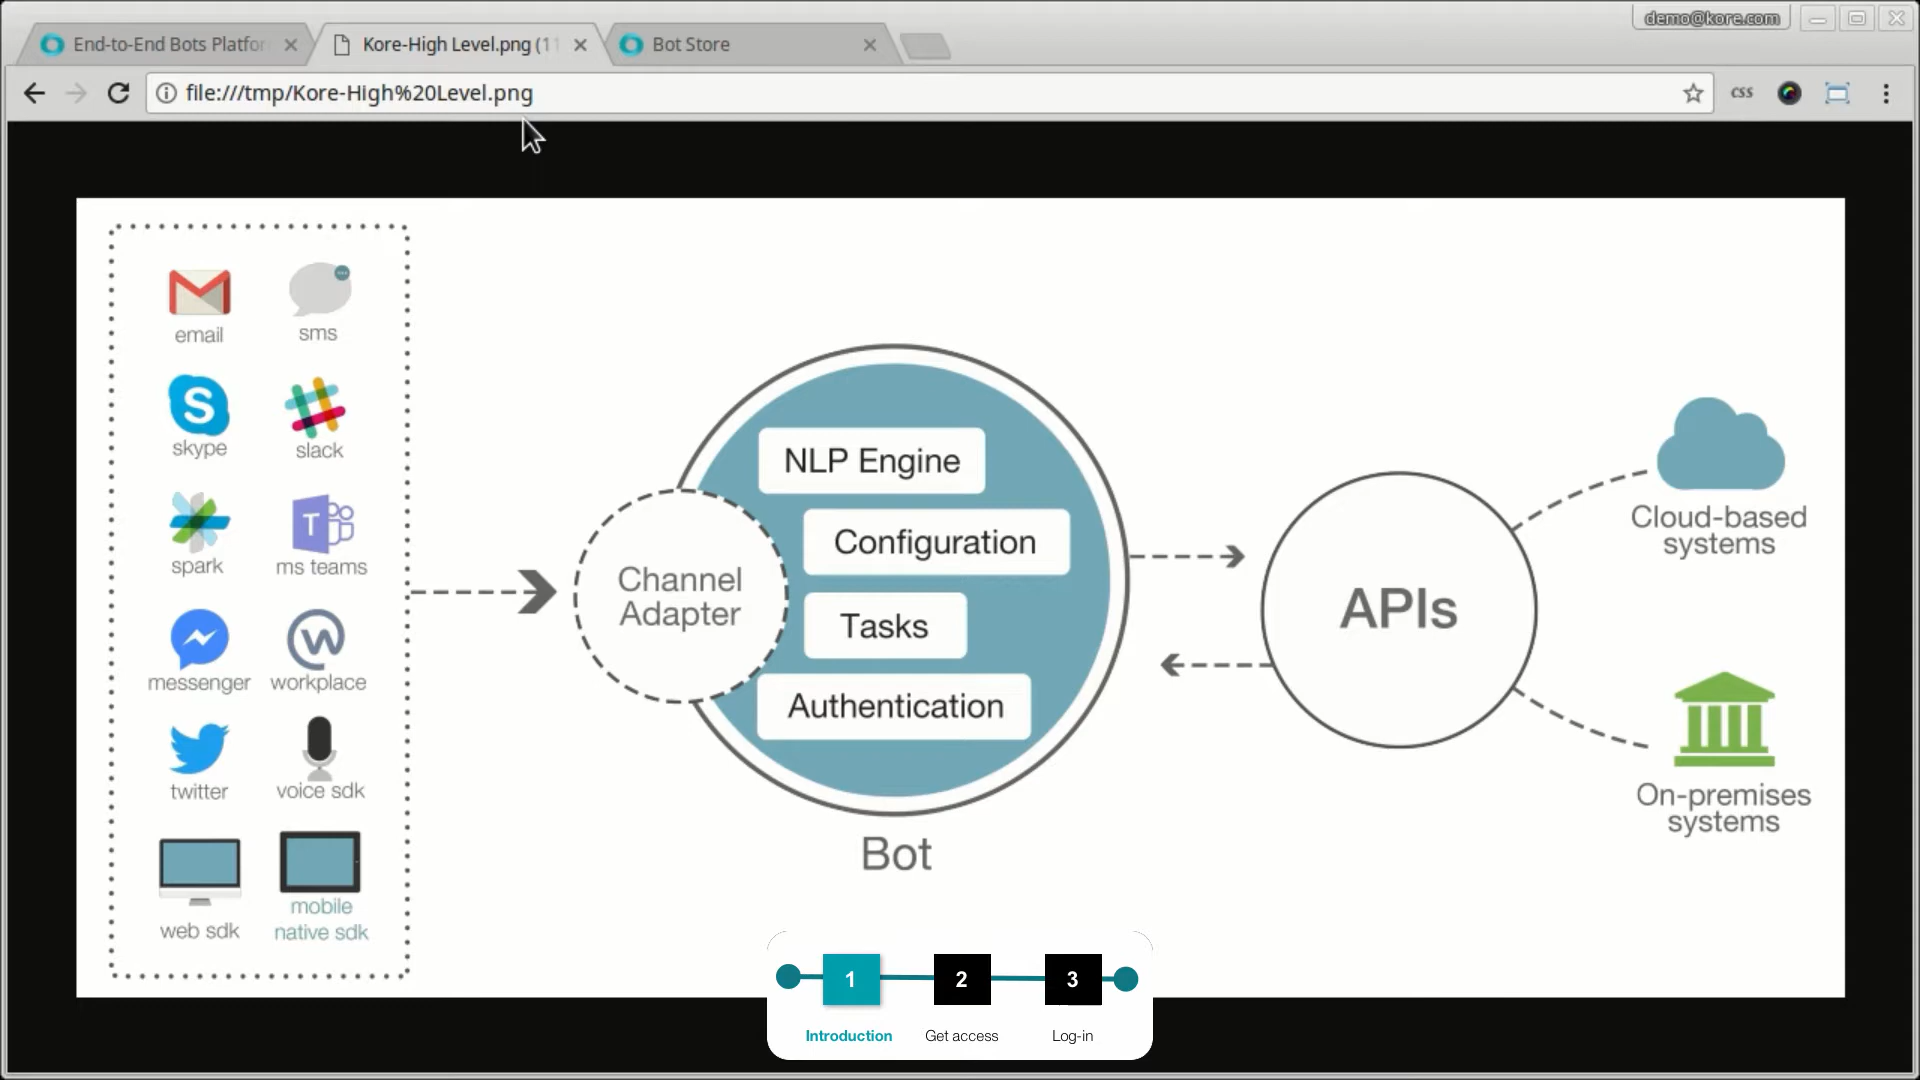 demo@kore.com
End-to-End Bots Platfor
Kore-High Level.png (11
Bot Store
file:///tmp/Kore-High%20Level.png
css
email
sms
S
skype
slack
spark
T
ms teams
messenger
W
workplace
twitter
voice sdk
web sdk
mobile
native sdk
Channel
Adapter
NLP Engine
Configuration
Tasks
Authentication
Bot
APIs
Cloud-based
systems
On-premises
systems
1
2
3
Introduction
Get access
Log-in